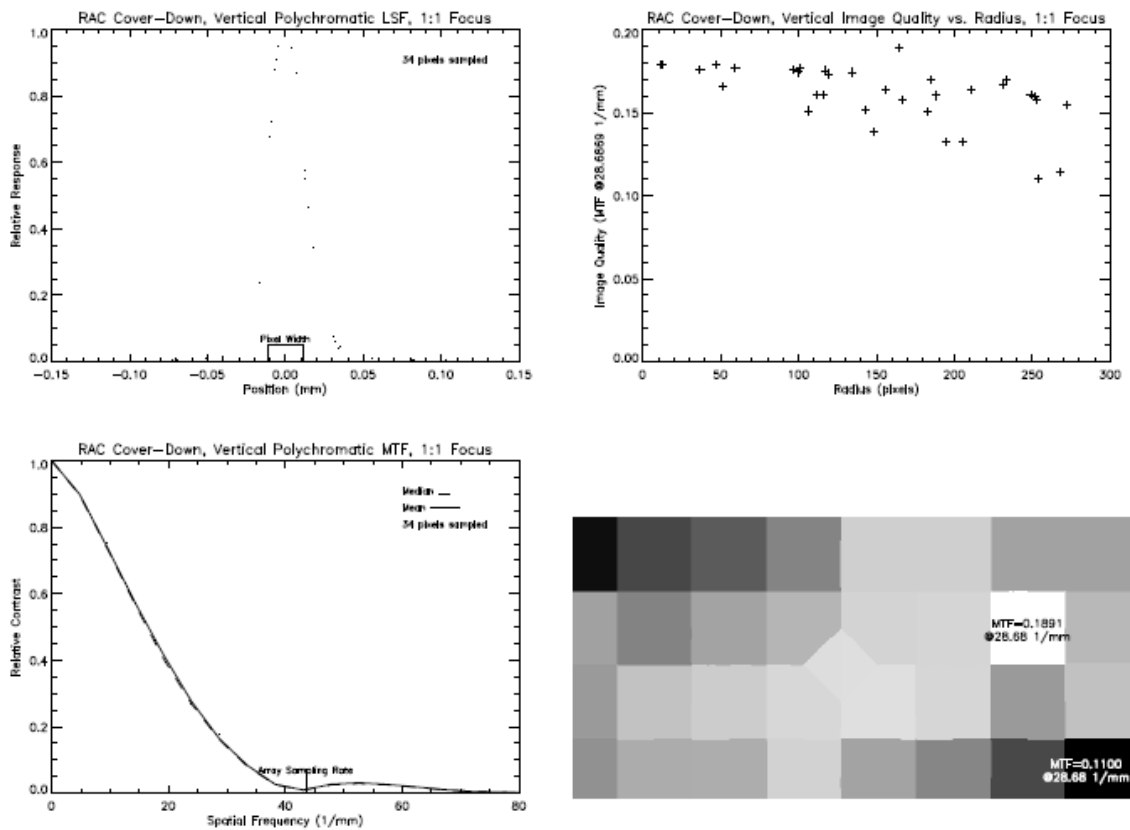 RAC Cover-Down, Vertical Polychromatic LSF, 1:1 Focus
34 pixels sampled
Relative Response
1.0
0.8
0.6
0.4
0.2
0.0
Pixel Width
-0.15
-0.10
-0.05
0.00
0.05
0.10
0.15
Position (mm)
RAC Cover-Down, Vertical Image Quality vs. Radius, 1:1 Focus
Image Quality (MTF @28.6869 1/mm)
0.20
0.15
0.10
0.05
0.00
0
50
100
150
200
250
300
Radius (pixels)
RAC Cover-Down, Vertical Polychromatic MTF, 1:1 Focus
Median
Mean
34 pixels sampled
Relative Contrast
1.0
0.8
0.6
0.4
0.2
0.0
Array Sampling Rate
0
20
40
60
80
Spatial Frequency (1/mm)
MTF=0.1891
@28.68 1/mm
MTF=0.1100
@28.68 1/mm